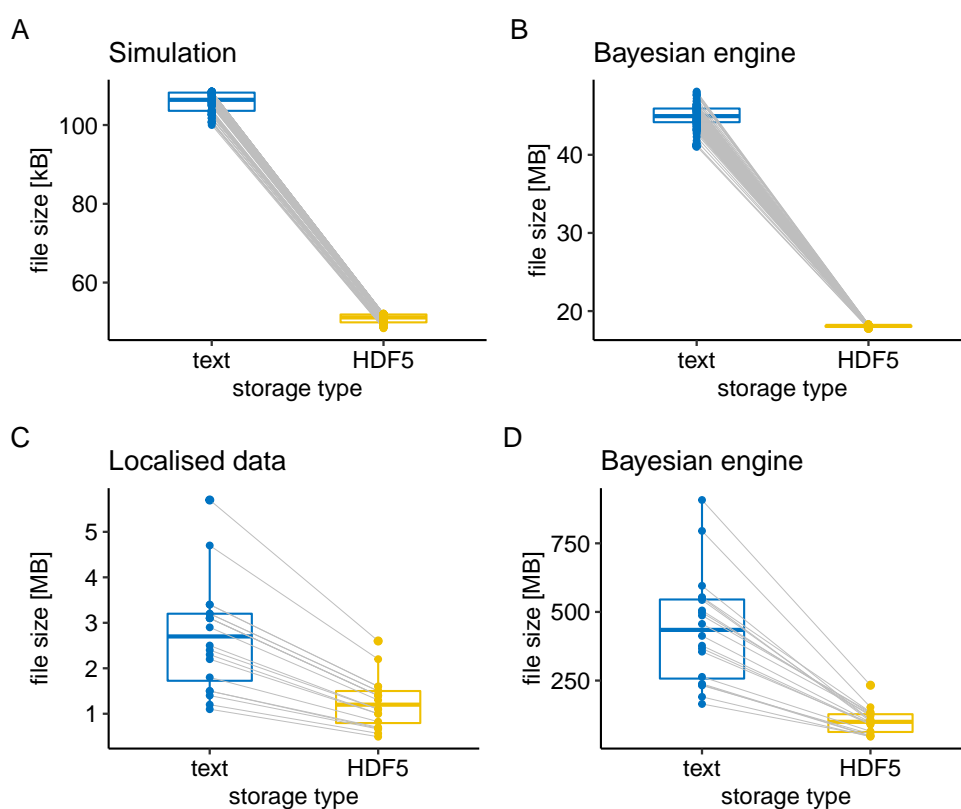 A
Simulation
file size [kB]
100
80
60
text HDF5
storage type
B
Bayesian engine
file size [MB]
40
30
20
text HDF5
storage type
C
Localised data
file size [MB]
5
4
3
2
1
text HDF5
storage type
D
Bayesian engine
file size [MB]
750
500
250
text HDF5
storage type